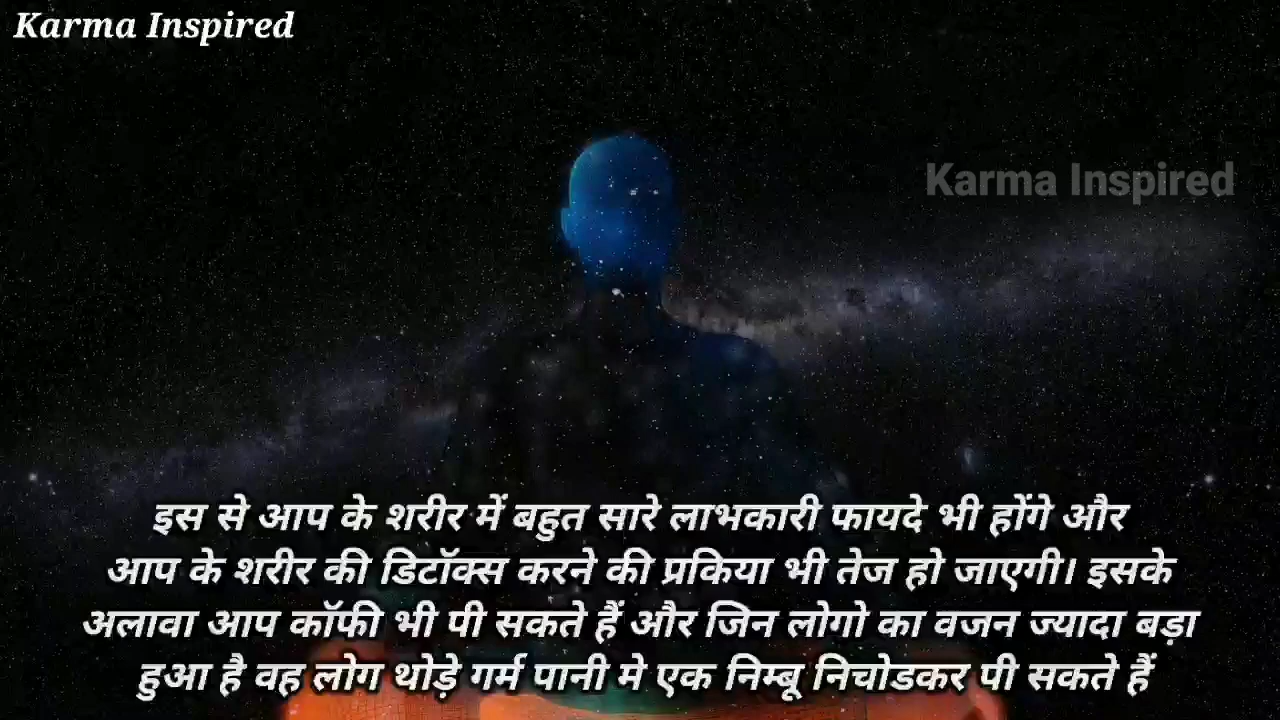 Karma Inspired
Karma Inspired
इस से आप के शरीर में बहुत सारे लाभकारी फायदे भी होंगे और
आप के शरीर की डिटॉक्स करने की प्रकिया भी तेज हो जाएगी। इसके
अलावा आप कॉफी भी पी सकते हैं और जिन लोगो का वजन ज्यादा बड़ा
हुआ है वह लोग थोड़े गर्म पानी मे एक निम्बू निचोडकर पी सकते हैं